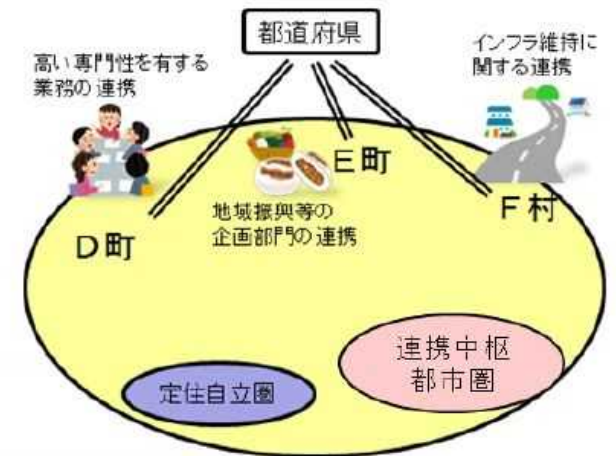 都道府県
高い専門性を有する
業務の連携
インフラ維持に
関する連携
E町
地域振興等の
企画部門の連携
D町
F村
連携中枢
都市圏
定住自立圏